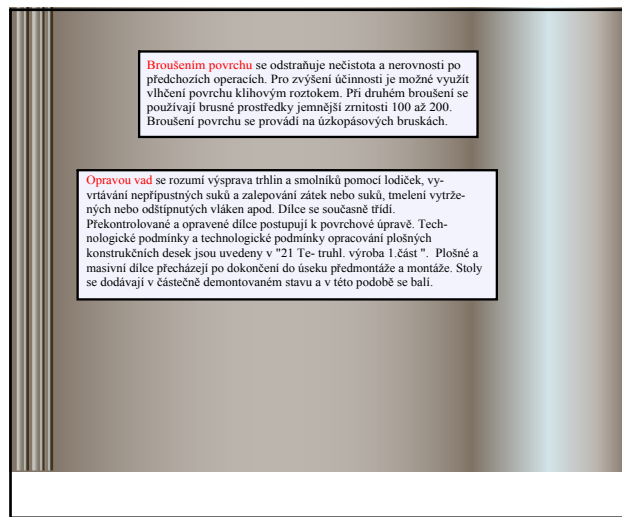 Broušením povrchu se odstraňuje nečistota a nerovnosti po
předchozích operacích. Pro zvýšení účinnosti je možné využít
vlhčení povrchu klihovým roztokem. Při druhém broušení se
používají brusné prostředky jemnější zrnitosti 100 až 200.
Broušení povrchu se provádí na úzkopásových bruskách.
Opravou vad se rozumí výsprava trhlin a smolníků pomocí lodiček, vy-
vrtávání nepřípustných suků a zalepování zátek nebo suků, tmelení vytrže-
ných nebo odštípnutých vláken apod. Dílce se současně třídí.
Překontrolované a opravené dílce postupují k povrchové úpravě. Tech-
nologické podmínky a technologické podmínky opracování plošných
konstrukčních desek jsou uvedeny v "21 Te- truhl. výroba 1.část ". Plošné a
masivní dílce přecházejí po dokončení do úseku předmontáže a montáže. Stoly
se dodávají v částečně demontovaném stavu a v této podobě se balí.